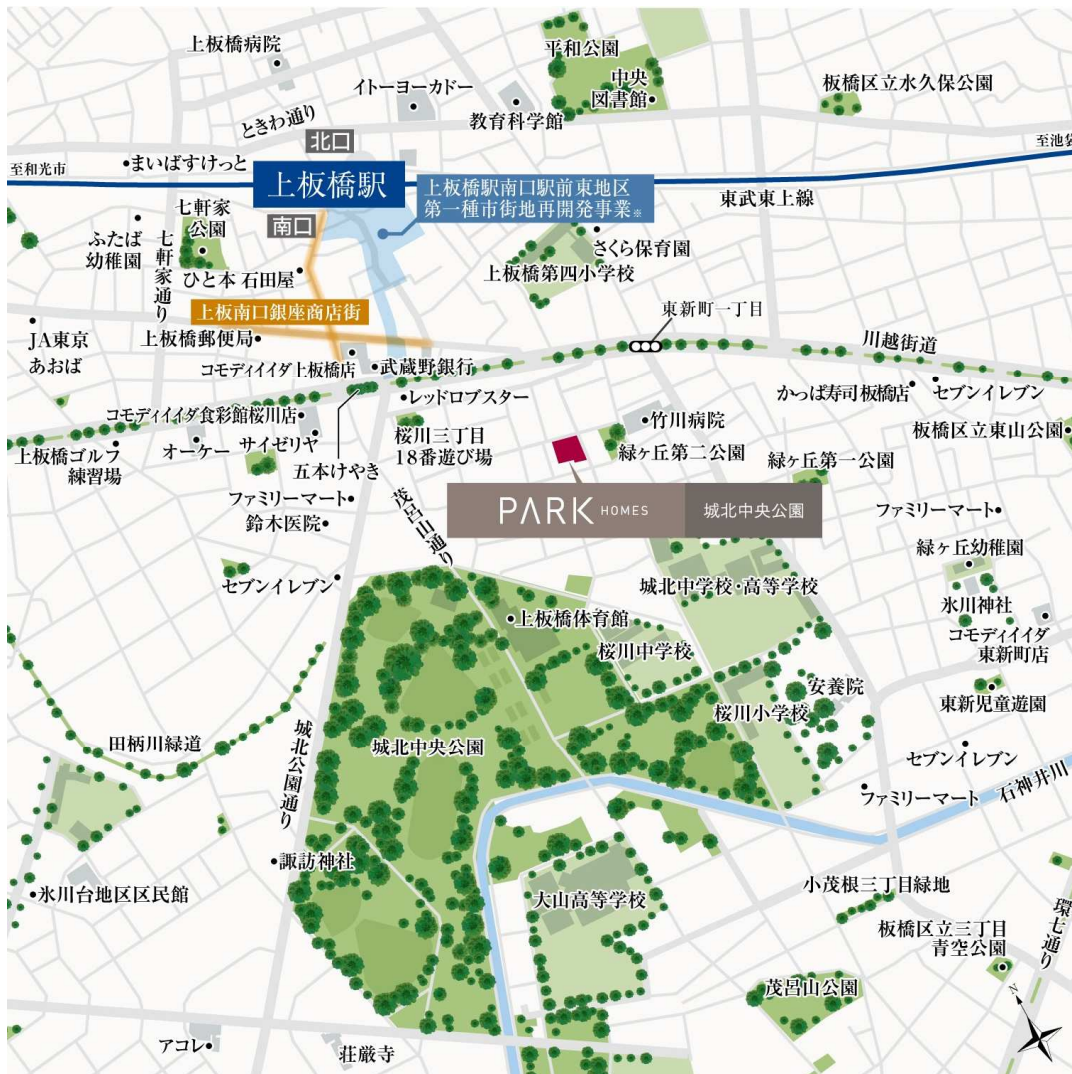 上板橋病院
平和公園
中央
図書館
イトーヨーカドー
教育科学館
板橋区立水久保公園
ときわ通り
北口
至池袋
至和光市
まいばすけっと
上板橋駅
上板橋駅南口駅前東地区
第一種市街地再開発事業※
東武東上線
七軒家
公園
南口
ふたば
幼稚園
七軒家通り
さくら保育園
上板橋第四小学校
ひと本 石田屋
上板南口銀座商店街
東新町一丁目
JA東京
あおば
上板橋郵便局
川越街道
コモディイイダ上板橋店
武蔵野銀行
レッドロブスター
かっぱ寿司 板橋店
セブンイレブン
コモディイイダ食彩館桜川店
オーケー
サイゼリヤ
桜川三丁目
18番遊び場
竹川病院
緑ヶ丘第二公園
板橋区立東山公園
上板橋ゴルフ
練習場
五本けやき
緑ヶ丘第一公園
ファミリーマート
鈴木医院
茂呂山通り
PARK HOMES
城北中央公園
ファミリーマート
緑ヶ丘幼稚園
セブンイレブン
城北中学校・高等学校
氷川神社
上板橋体育館
桜川中学校
コモディイイダ
東新町店
安養院
桜川小学校
東新児童遊園
田柄川緑道
城北公園通り
城北中央公園
セブンイレブン
ファミリーマート
石神井川
諏訪神社
氷川台地区区民館
大山高等学校
小茂根三丁目緑地
環七通り
板橋区立三丁目
青空公園
茂呂山公園
N
アコレ
荘厳寺